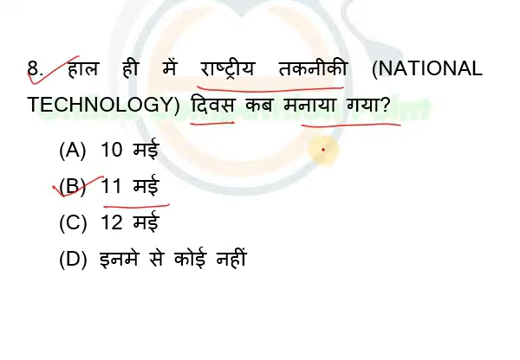 8. हाल ही में राष्ट्रीय तकनीकी (NATIONAL
TECHNOLOGY) दिवस कब मनाया गया?
(A) 10 मई
(B) 11 मई
(C) 12 मई
(D) इनमे से कोई नहीं